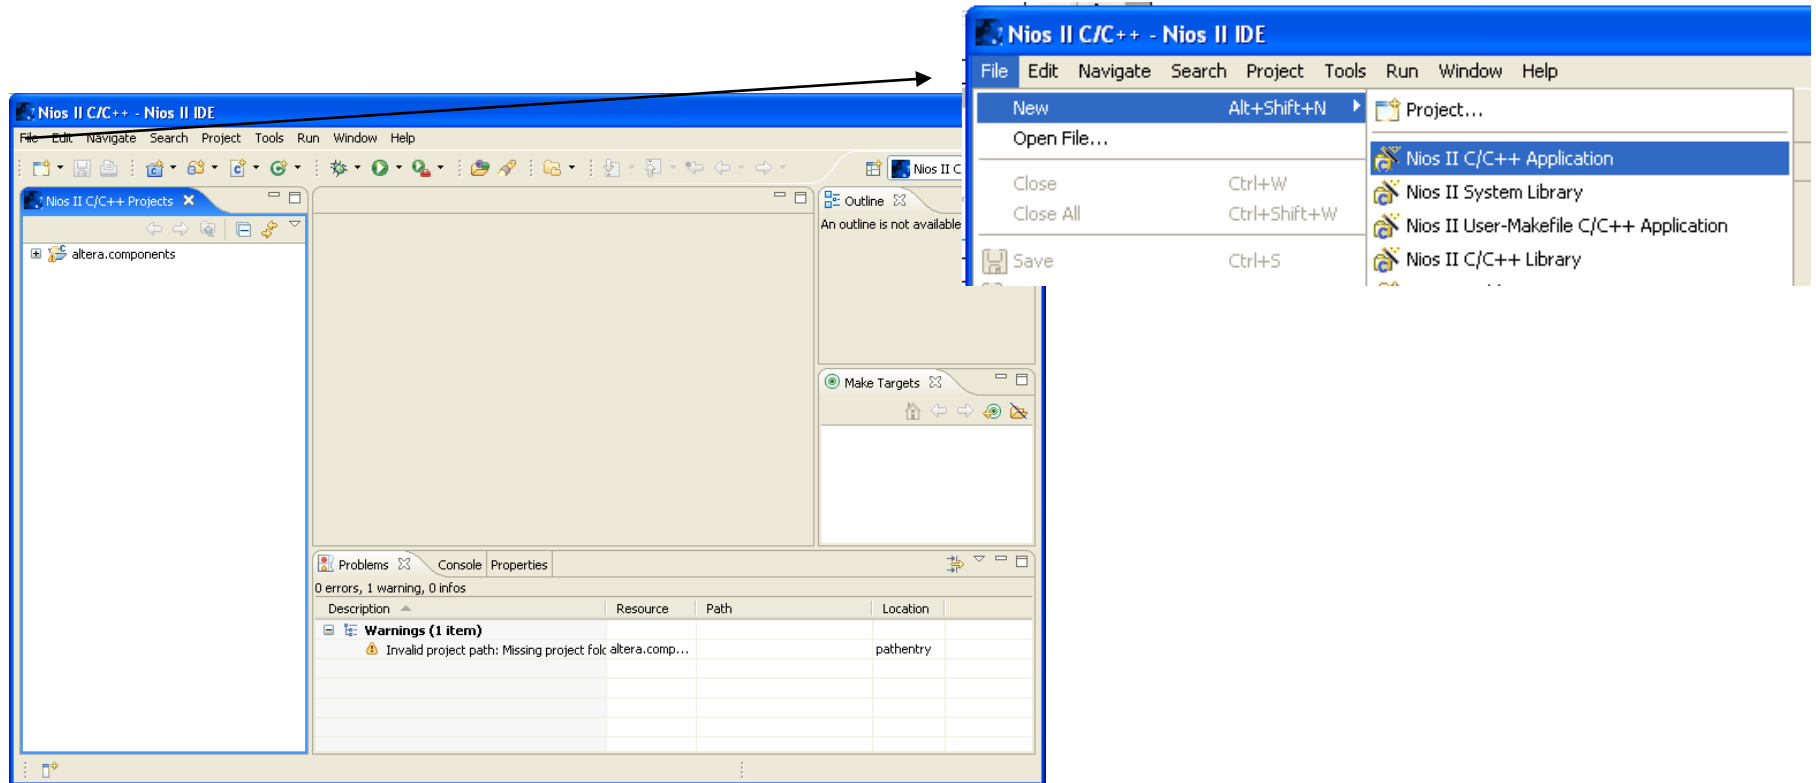 Nios II C/C++ - Nios II IDE
File Edit Navigate Search Project Tools Run Window Help
New Alt+Shift+N
Open File...
Close Ctrl+W
Close All Ctrl+Shift+W
Save Ctrl+S
Project...
Nios II C/C++ Application
Nios II System Library
Nios II User-Makefile C/C++ Application
Nios II C/C++ Library
Nios II C/C++ - Nios II IDE
File Edit Navigate Search Project Tools Run Window Help
Nios II C
Nios II C/C++ Projects
altera.components
Outline
An outline is not available
Make Targets
Problems Console Properties
0 errors, 1 warning, 0 infos
Description Resource Path Location
Warnings (1 item)
Invalid project path: Missing project folc altera.comp... pathentry